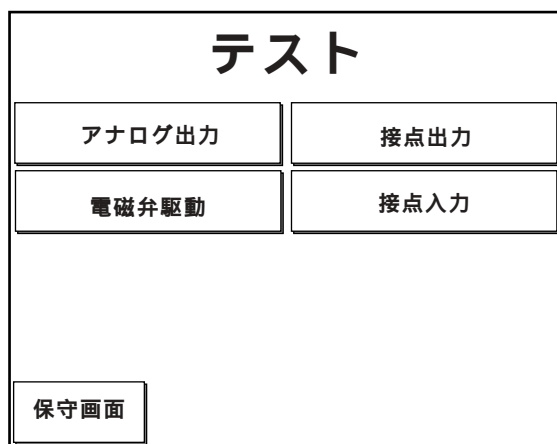 テスト
アナログ出力
接点出力
電磁弁駆動
接点入力
保守画面